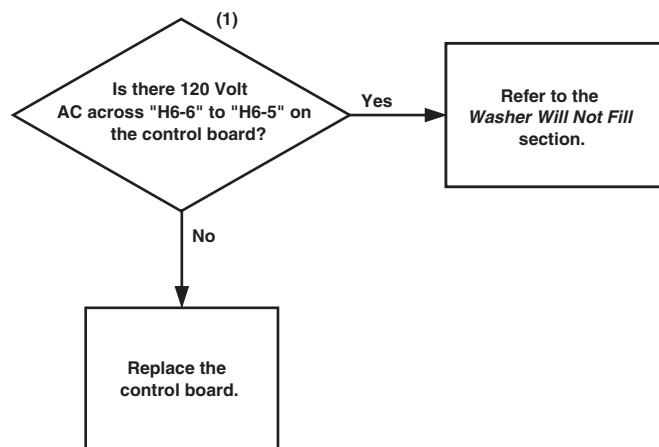 (1)
Is there 120 Volt
AC across "H6-6" to "H6-5" on
the control board?
Yes
Refer to the
Washer Will Not Fill
section.
No
Replace the
control board.